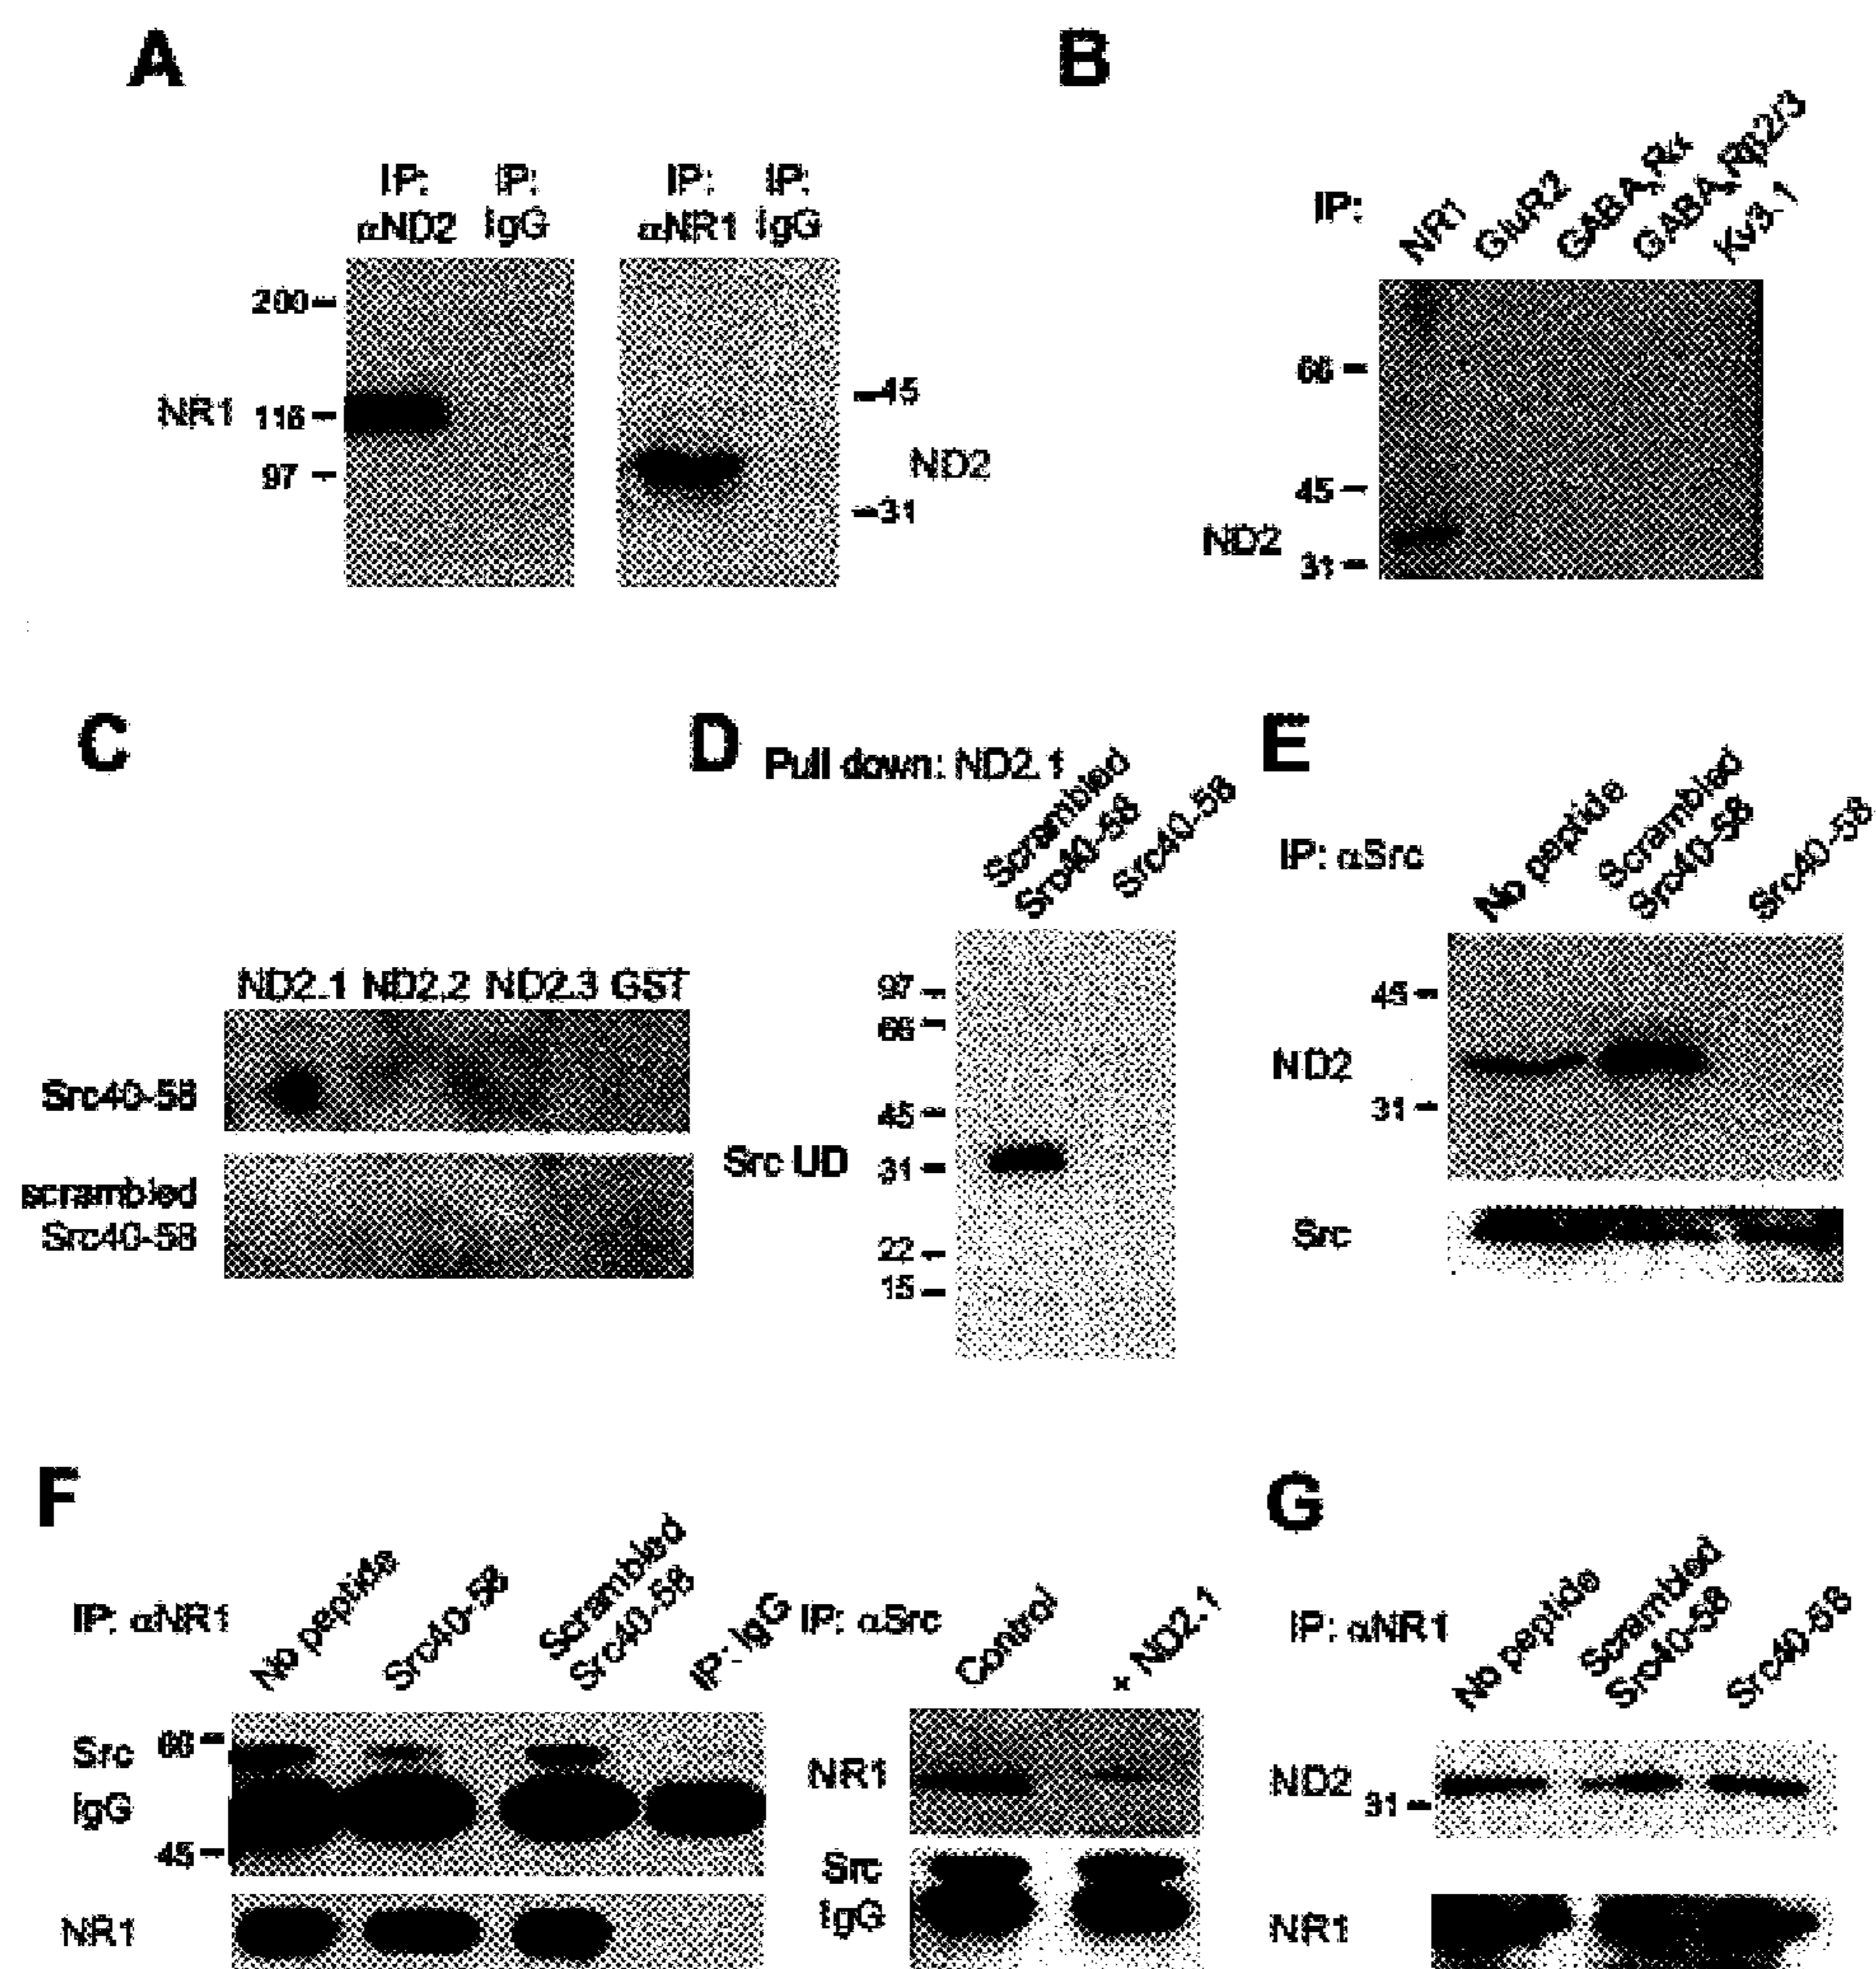 A
IP: αND2
IP: IgG
IP: αNR1
IP: IgG
200
NR1 116
97
45
ND2
31
B
IP:
NR1
GluR2
GABAARα
GABAARβ2/3
Kv3.1
66
45
ND2
31
C
ND2.1 ND2.2 ND2.3 GST
Src40-58
scrambled
Src40-58
D
Pull down: ND2.1
Scrambled
Src40-58
Src40-58
97
66
45
Src UD 31
22
15
E
IP: αSrc
No peptide
Scrambled
Src40-58
Src40-58
45
ND2
31
Src
F
IP: αNR1
No peptide
Src40-58
Scrambled
Src40-58
IP: IgG
Src 66
IgG
45
NR1
IP: αSrc
Control
+ ND2.1
NR1
Src
IgG
G
IP: αNR1
No peptide
Scrambled
Src40-58
Src40-58
ND2
31
NR1